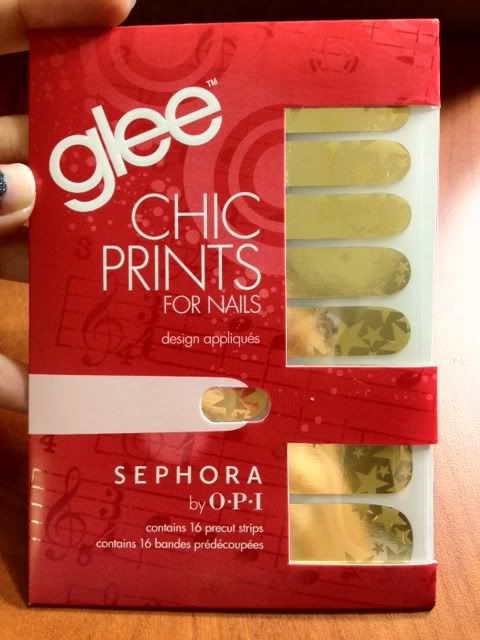 glee™
CHIC
PRINTS
FOR NAILS
design appliqués
SEPHORA
by O·P·I
contains 16 precut strips
contains 16 bandes prédécoupées